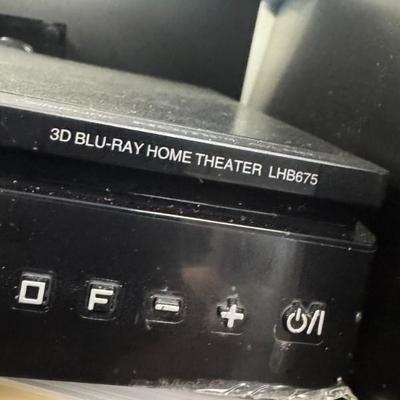 3D BLU-RAY HOME THEATER LHB675
F - + ⏻/I